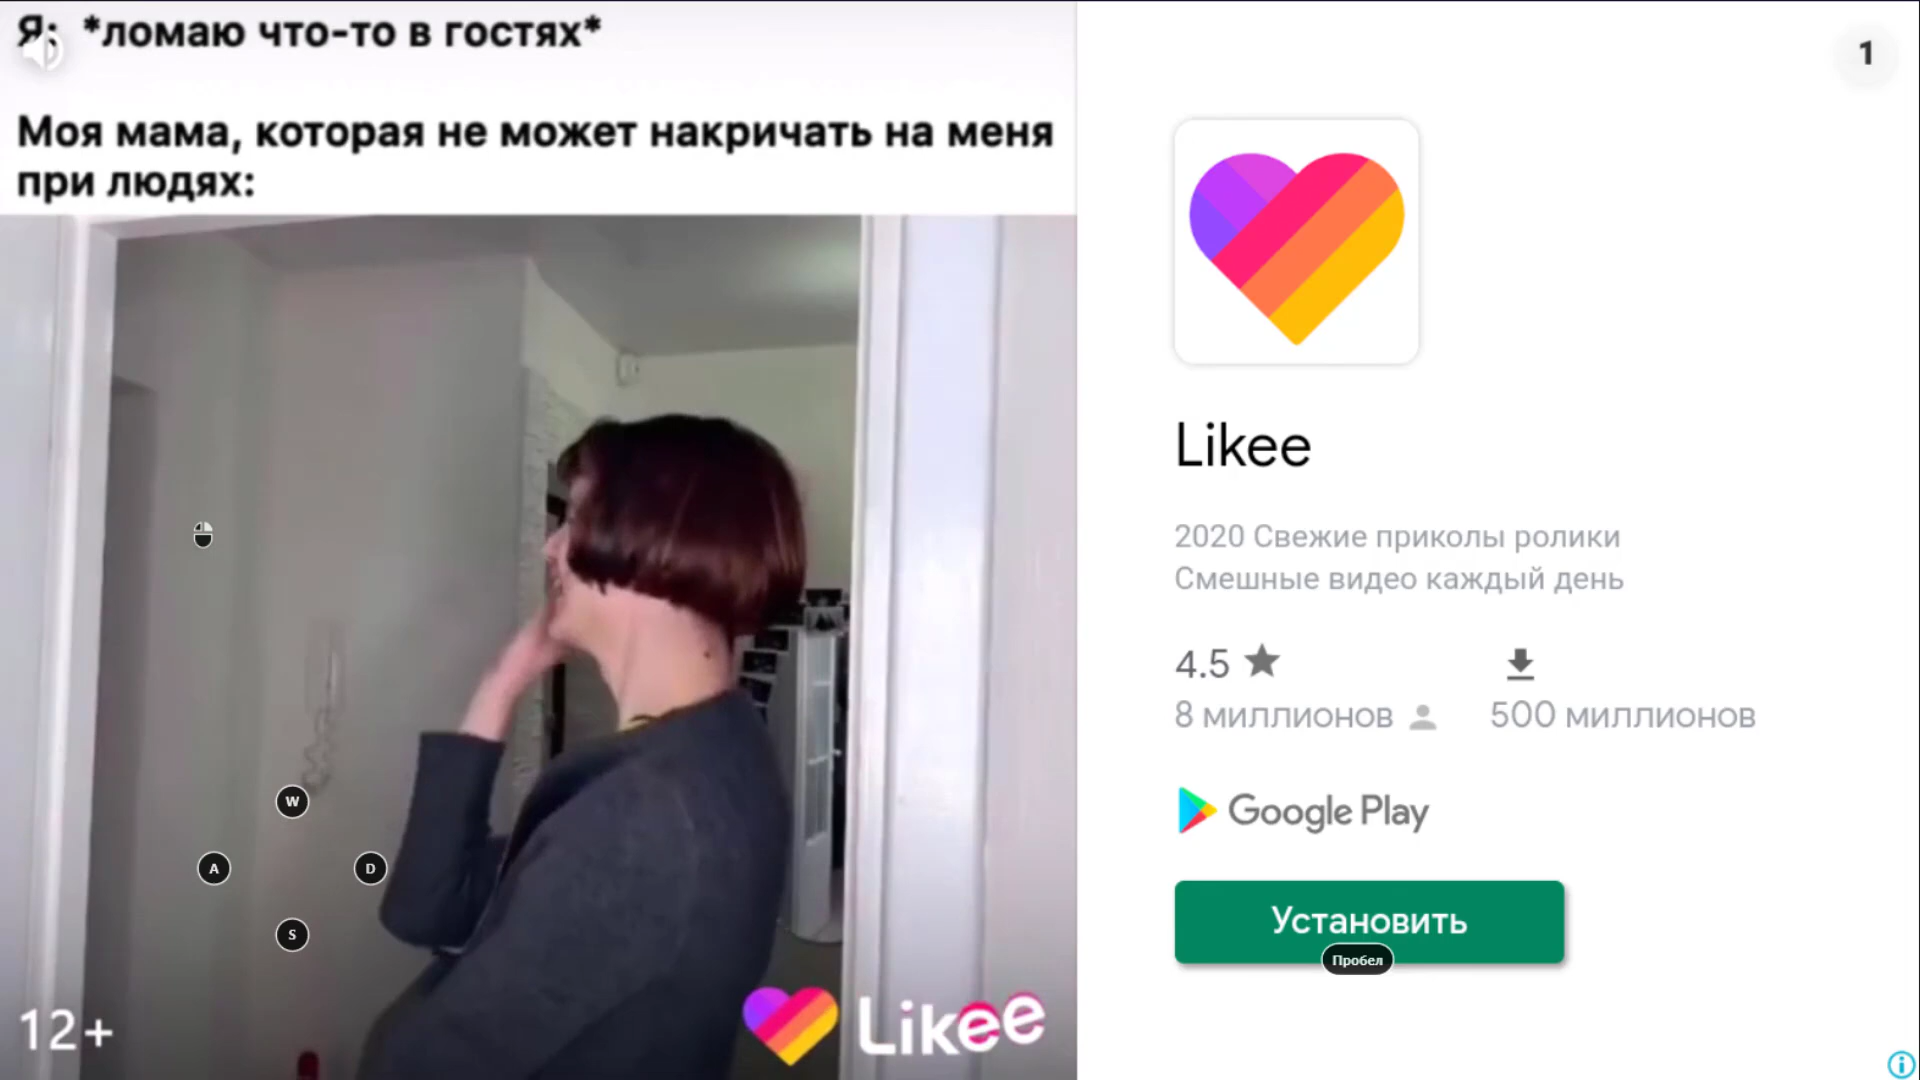 Я: *ломаю что-то в гостях*
Моя мама, которая не может накричать на меня
при людях:
W
A
D
S
12+
Likee
1
Likee
2020 Свежие приколы ролики
Смешные видео каждый день
4.5
8 миллионов
500 миллионов
Google Play
Установить
Пробел